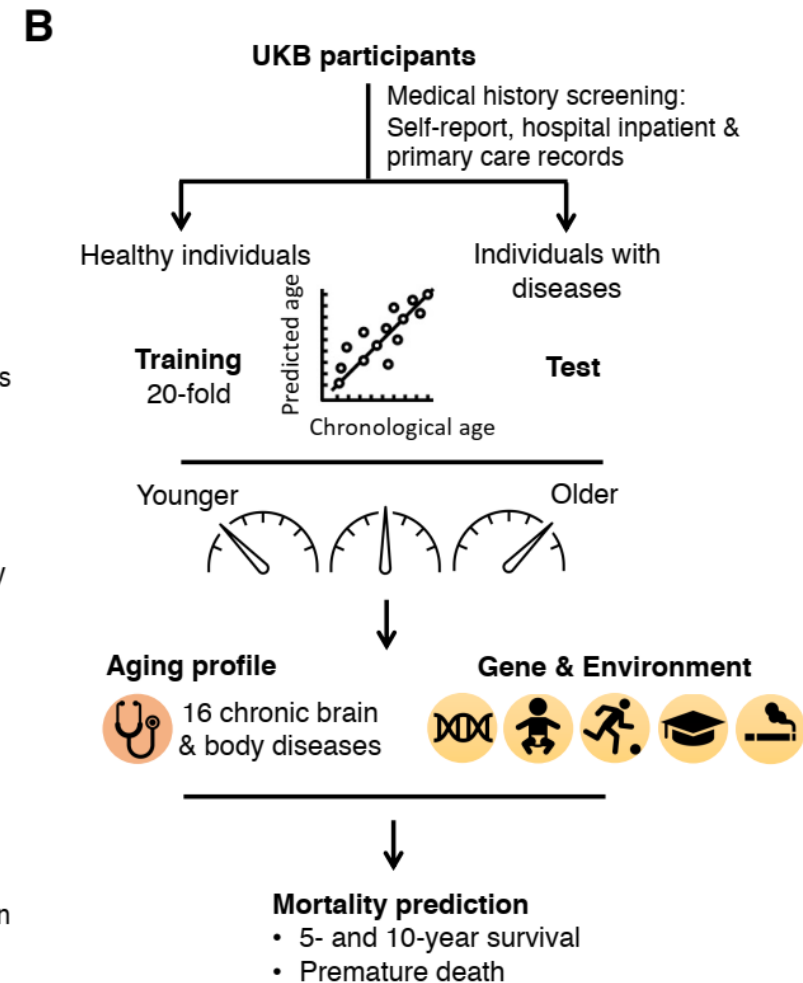 B
UKB participants
Medical history screening:
Self-report, hospital inpatient &
primary care records
Healthy individuals
Individuals with
diseases
Predicted age
Chronological age
Training
20-fold
Test
s
Younger
Older
y
Aging profile
16 chronic brain
& body diseases
Gene & Environment
n
Mortality prediction
• 5- and 10-year survival
• Premature death